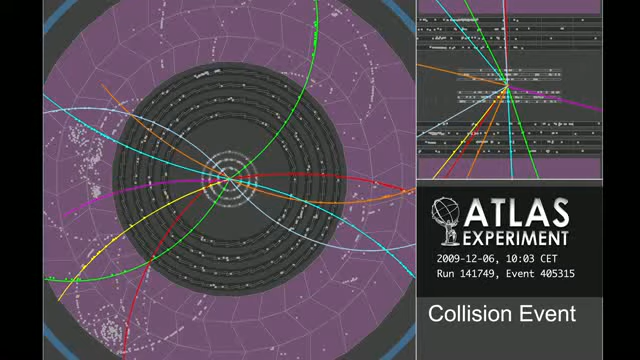 ATLAS
EXPERIMENT
2009-12-06, 10:03 CET
Run 141749, Event 405315
Collision Event